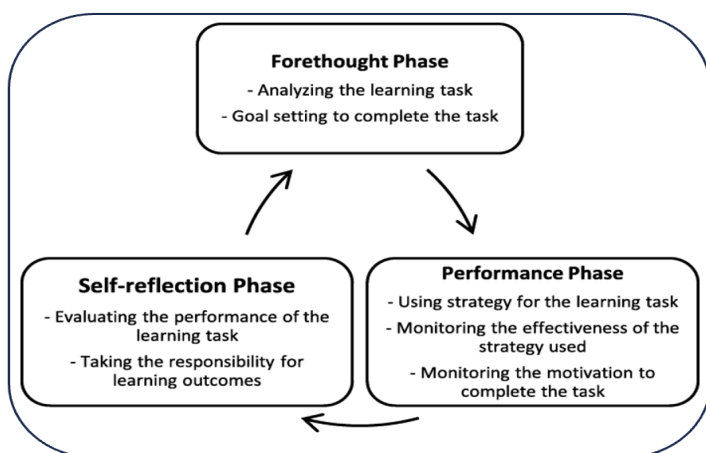 Forethought Phase
- Analyzing the learning task
- Goal setting to complete the task
Self-reflection Phase
- Evaluating the performance of the
learning task
- Taking the responsibility for
learning outcomes
Performance Phase
- Using strategy for the learning task
- Monitoring the effectiveness of the
strategy used
- Monitoring the motivation to
complete the task